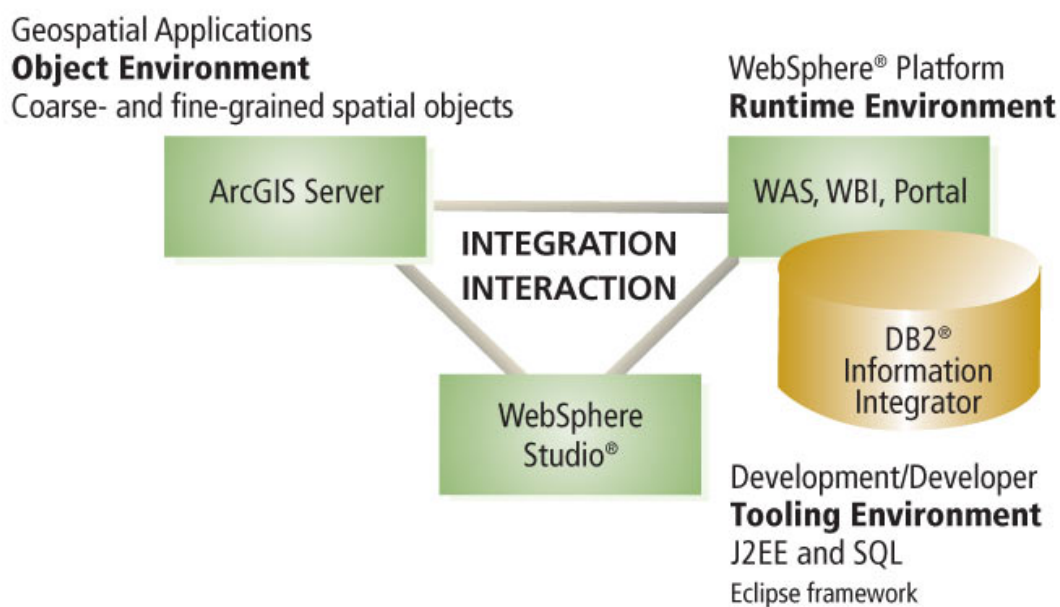 Geospatial Applications
Object Environment
Coarse- and fine-grained spatial objects
WebSphere® Platform
Runtime Environment
ArcGIS Server
WAS, WBI, Portal
INTEGRATION
INTERACTION
DB2®
Information
Integrator
WebSphere
Studio®
Development/Developer
Tooling Environment
J2EE and SQL
Eclipse framework